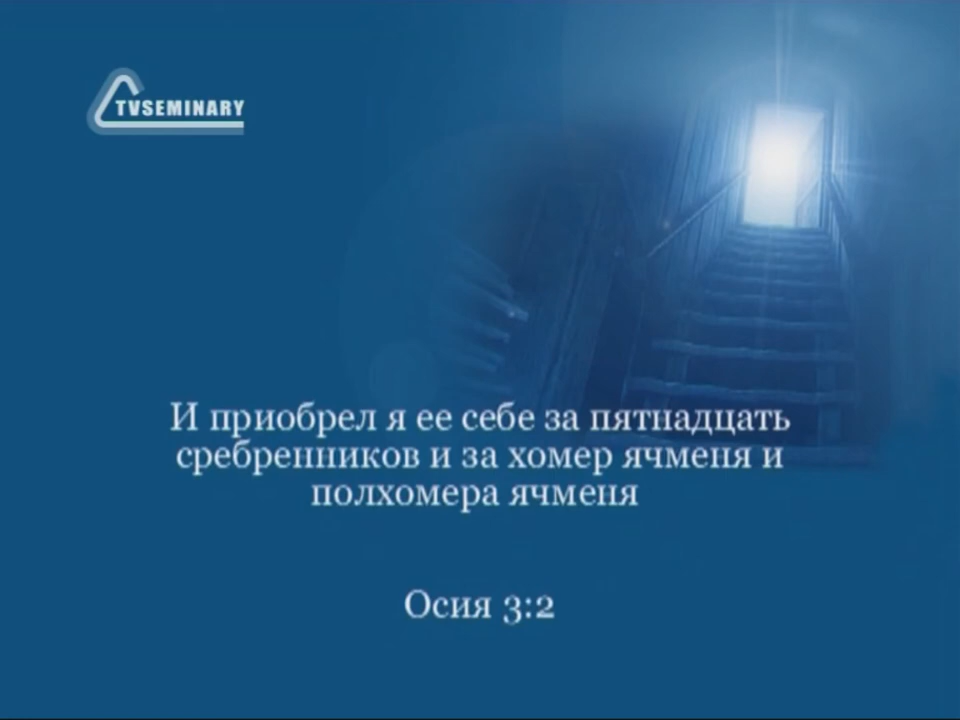 TVSEMINARY
И приобрел я ее себе за пятнадцать
сребренников и за хомер ячменя и
полхомера ячменя
Осия 3:2